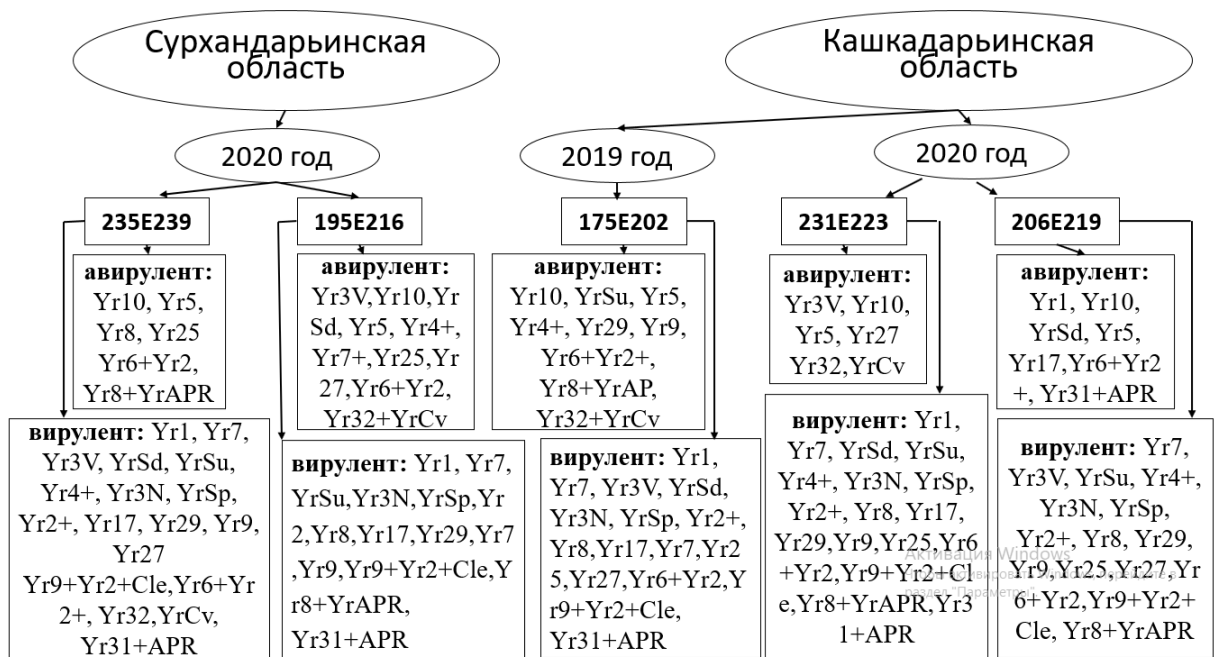 Сурхандарьинская
область
Кашкадарьинская
область
2020 год
2019 год
2020 год
235E239
195E216
175E202
231E223
206E219
авирулент:
Yr10, Yr5,
Yr8, Yr25
Yr6+Yr2,
Yr8+YrAPR
авирулент:
Yr3V,Yr10,Yr
Sd, Yr5, Yr4+,
Yr7+,Yr25,Yr
27,Yr6+Yr2,
Yr32+YrCv
авирулент:
Yr10, YrSu, Yr5,
Yr4+, Yr29, Yr9,
Yr6+Yr2+,
Yr8+YrAP,
Yr32+YrCv
авирулент:
Yr3V, Yr10,
Yr5, Yr27
Yr32,YrCv
авирулент:
Yr1, Yr10,
YrSd, Yr5,
Yr17,Yr6+Yr2
+, Yr31+APR
вирулент: Yr1, Yr7,
Yr3V, YrSd, YrSu,
Yr4+, Yr3N, YrSp,
Yr2+, Yr17, Yr29, Yr9,
Yr27
Yr9+Yr2+Cle,Yr6+Yr
2+, Yr32,YrCv,
Yr31+APR
вирулент: Yr1, Yr7,
YrSu,Yr3N,YrSp,Yr
2,Yr8,Yr17,Yr29,Yr7
,Yr9,Yr9+Yr2+Cle,Y
r8+YrAPR,
Yr31+APR
вирулент: Yr1,
Yr7, Yr3V, YrSd,
Yr3N, YrSp, Yr2+,
Yr8,Yr17,Yr7,Yr2
5,Yr27,Yr6+Yr2,Y
r9+Yr2+Cle,
Yr31+APR
вирулент: Yr1,
Yr7, YrSd, YrSu,
Yr4+, Yr3N, YrSp,
Yr2+, Yr8, Yr17,
Yr29,Yr9,Yr25,Yr6
+Yr2,Yr9+Yr2+Cl
e,Yr8+YrAPR,Yr3
1+APR
вирулент: Yr7,
Yr3V, YrSu, Yr4+,
Yr3N, YrSp,
Yr2+, Yr8, Yr29,
Yr9,Yr25,Yr27,Yr
6+Yr2,Yr9+Yr2+
Cle, Yr8+YrAPR
Активация Windows
раздел "Параметры".